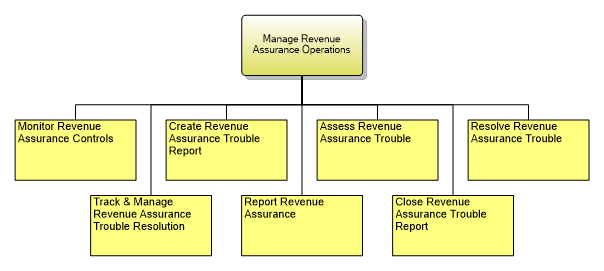 Manage Revenue
Assurance Operations
Monitor Revenue
Assurance Controls
Create Revenue
Assurance Trouble
Report
Assess Revenue
Assurance Trouble
Resolve Revenue
Assurance Trouble
Track & Manage
Revenue Assurance
Trouble Resolution
Report Revenue
Assurance
Close Revenue
Assurance Trouble
Report